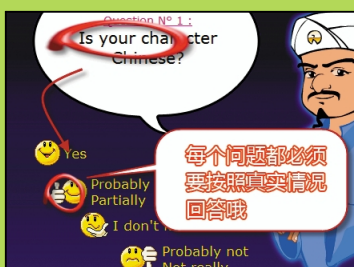 Question N° 1 :
Is your character
Chinese?
Yes
Probably
Partially
I don't
Probably not
Not really
每个问题都必须
要按照真实情况
回答哦